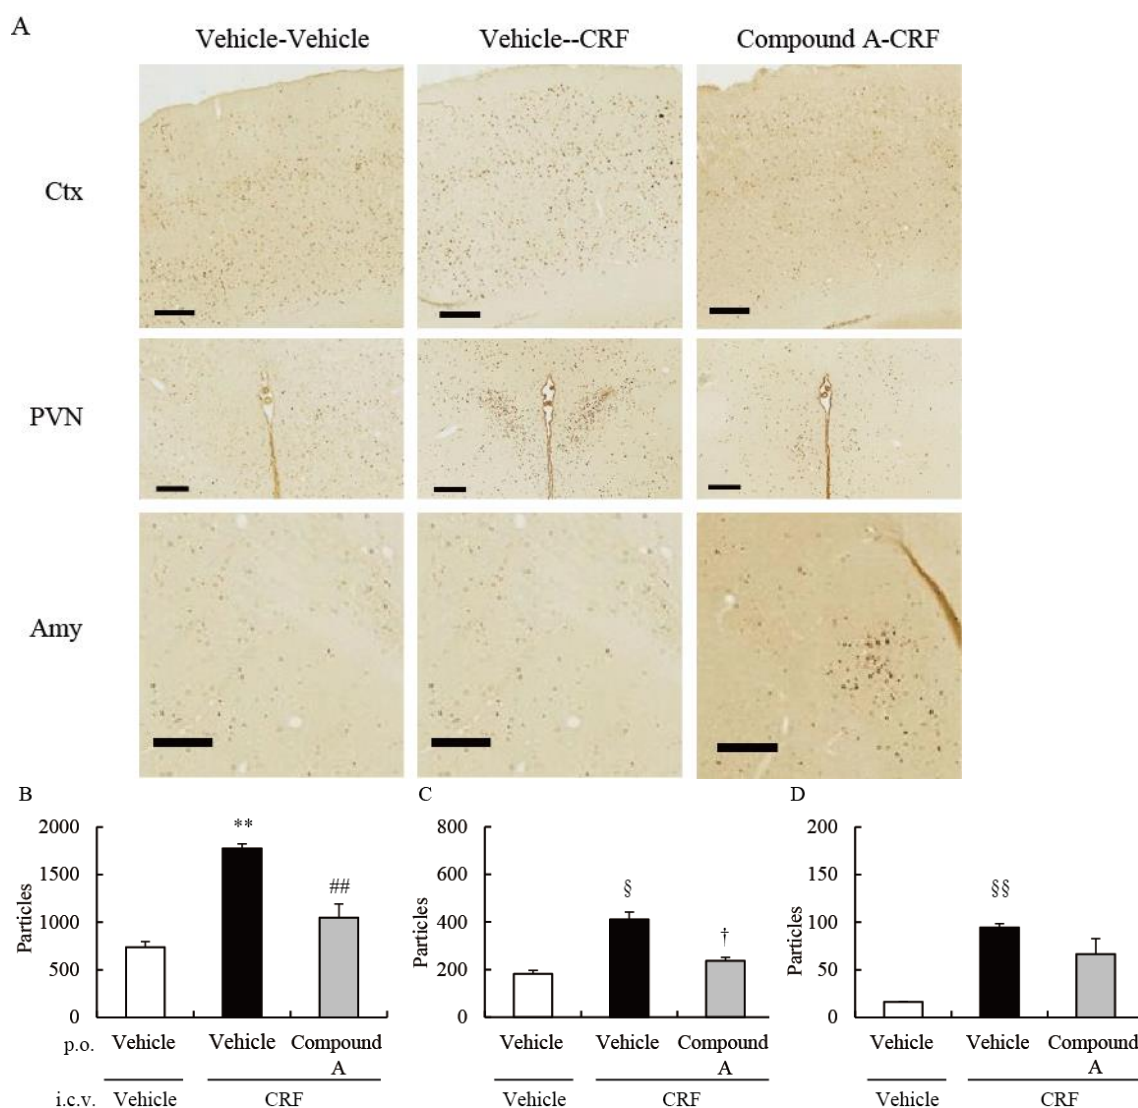 A
Vehicle-Vehicle Vehicle--CRF Compound A-CRF
Ctx
PVN
Amy
B
2000
1500
1000
500
0
Particles
**
##
p.o. Vehicle Vehicle Compound A
i.c.v. Vehicle CRF
C
800
600
400
200
0
Particles
§
†
Vehicle Vehicle Compound A
Vehicle CRF
D
200
150
100
50
0
Particles
§§
Vehicle Vehicle Compound A
Vehicle CRF